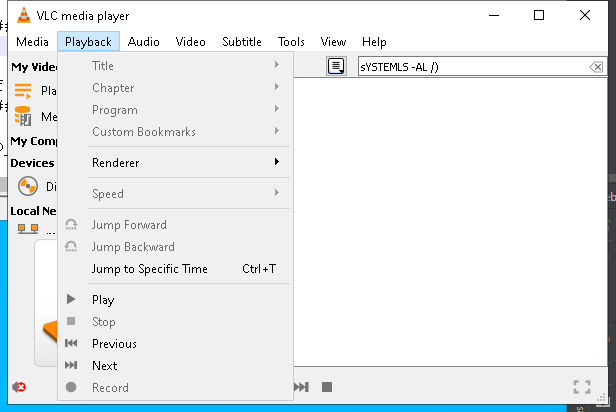 VLC media player
Media Playback Audio Video Subtitle Tools View Help
My Vide
Title
sYSTEMLS -AL /)
Pla
Chapter
Me
Program
Custom Bookmarks
My Comp
Devices
Renderer
Di
Speed
Local Ne
Jump Forward
...
Jump Backward
Jump to Specific Time Ctrl+T
Play
Stop
Previous
Next
Record